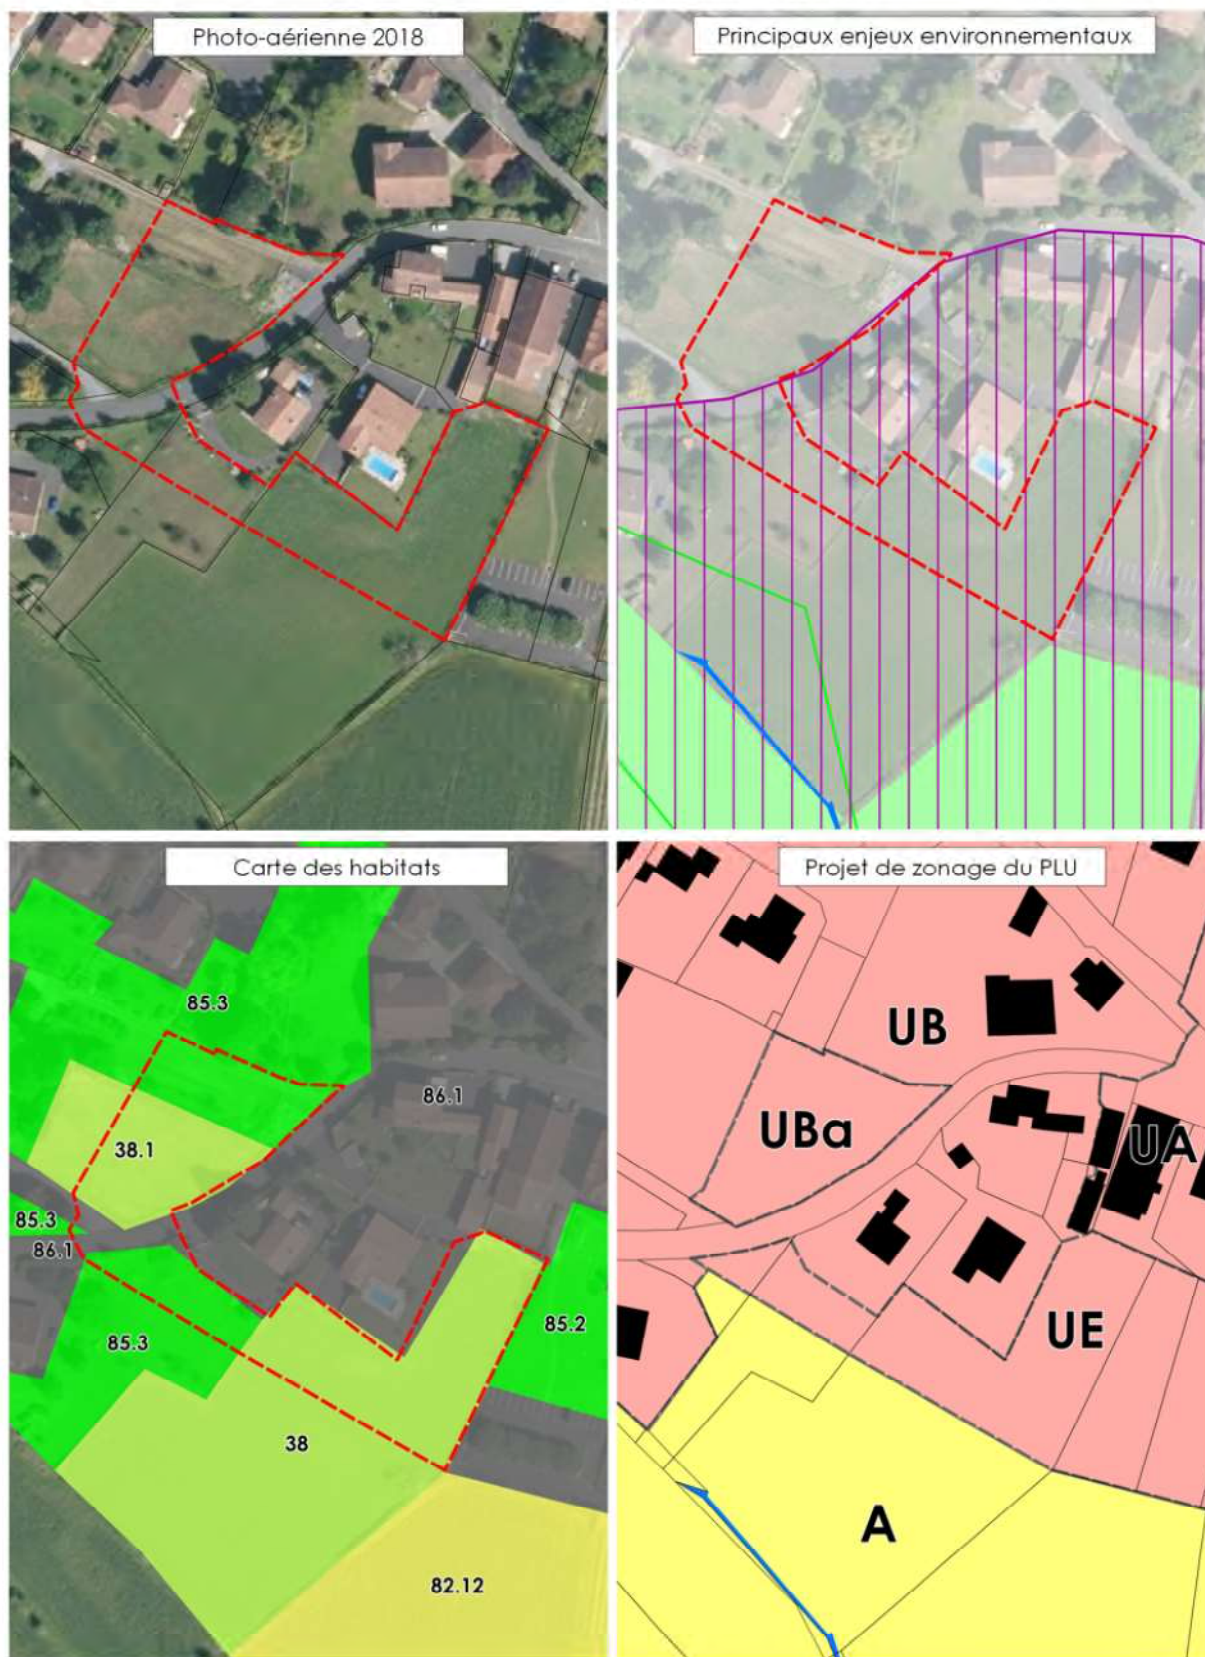 Photo-aérienne 2018
Principaux enjeux environnementaux
Carte des habitats
85.3
86.1
38.1
85.3
86.1
85.3
85.2
38
82.12
Projet de zonage du PLU
UB
UBa
UA
UE
A